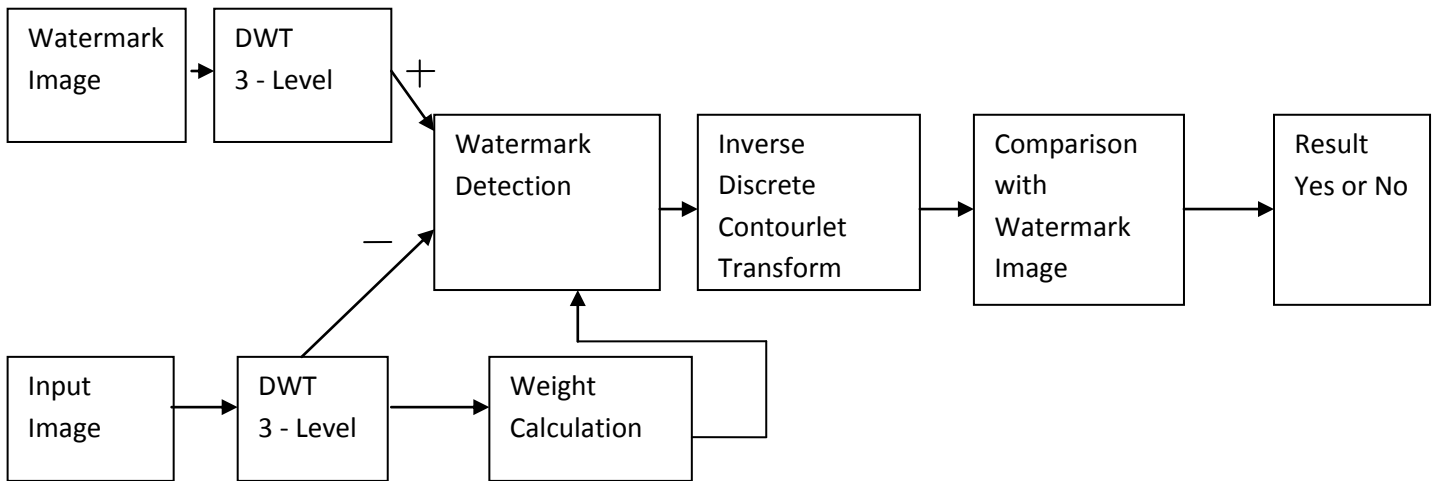 Watermark
Image
DWT
3 - Level
+
Watermark
Detection
Inverse
Discrete
Contourlet
Transform
Comparison
with
Watermark
Image
Result
Yes or No
—
Input
Image
DWT
3 - Level
Weight
Calculation